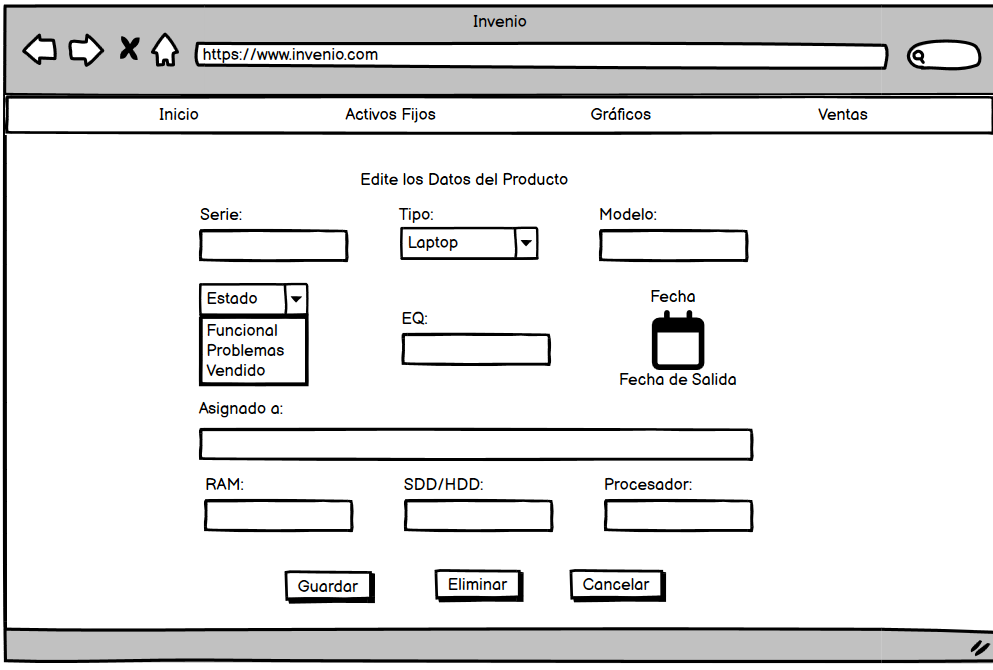 Invenio
https://www.invenio.com
Inicio Activos Fijos Gráficos Ventas
Edite los Datos del Producto
Serie: Tipo: Modelo:
Laptop
Estado
Funcional
Problemas
Vendido
EQ:
Fecha
Fecha de Salida
Asignado a:
RAM: SDD/HDD: Procesador:
Guardar Eliminar Cancelar